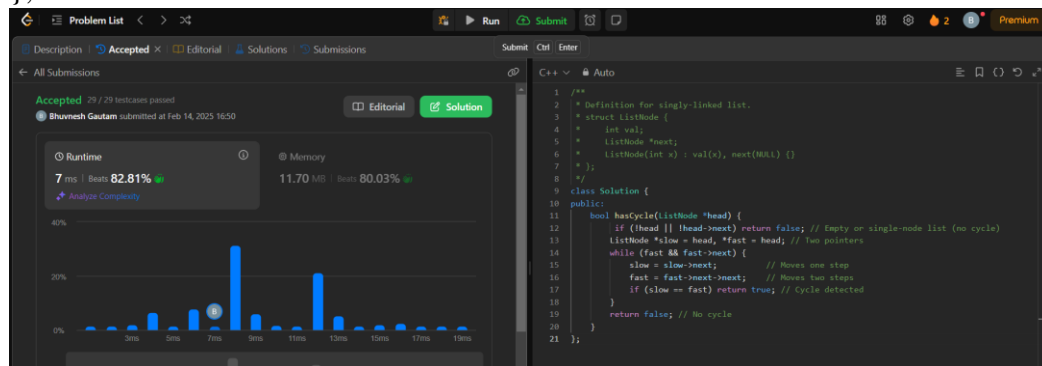 Problem List
Run
Submit
2
B
Premium
Description
Accepted
Editorial
Solutions
Submissions
Submit Ctrl Enter
All Submissions
C++
Auto
Accepted 29 / 29 testcases passed
B Bhuvnesh Gautam submitted at Feb 14, 2025 16:50
Editorial
Solution
Runtime
7 ms | Beats 82.81%
Analyze Complexity
Memory
11.70 MB | Beats 80.03%
40%
20%
0%
B
3ms 5ms 7ms 9ms 11ms 13ms 15ms 17ms 19ms
1 /**
2 * Definition for singly-linked list.
3 * struct ListNode {
4 * int val;
5 * ListNode *next;
6 * ListNode(int x) : val(x), next(NULL) {}
7 * };
8 */
9 class Solution {
10 public:
11 bool hasCycle(ListNode *head) {
12 if (!head || !head->next) return false; // Empty or single-node list (no cycle)
13 ListNode *slow = head, *fast = head; // Two pointers
14 while (fast && fast->next) {
15 slow = slow->next; // Moves one step
16 fast = fast->next->next; // Moves two steps
17 if (slow == fast) return true; // Cycle detected
18 }
19 return false; // No cycle
20 }
21 };